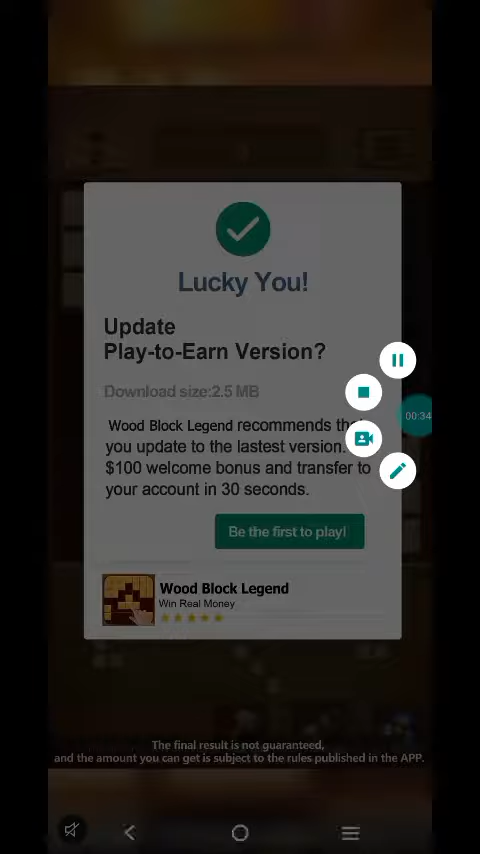 Lucky You!
Update
Play-to-Earn Version?
Download size:2.5 MB
Wood Block Legend recommends
you update to the lastest version.
$100 welcome bonus and transfer to
your account in 30 seconds.
00:34
Be the first to play!
Wood Block Legend
Win Real Money
The final result is not guaranteed,
and the amount you can get is subject to the rules published in the APP.